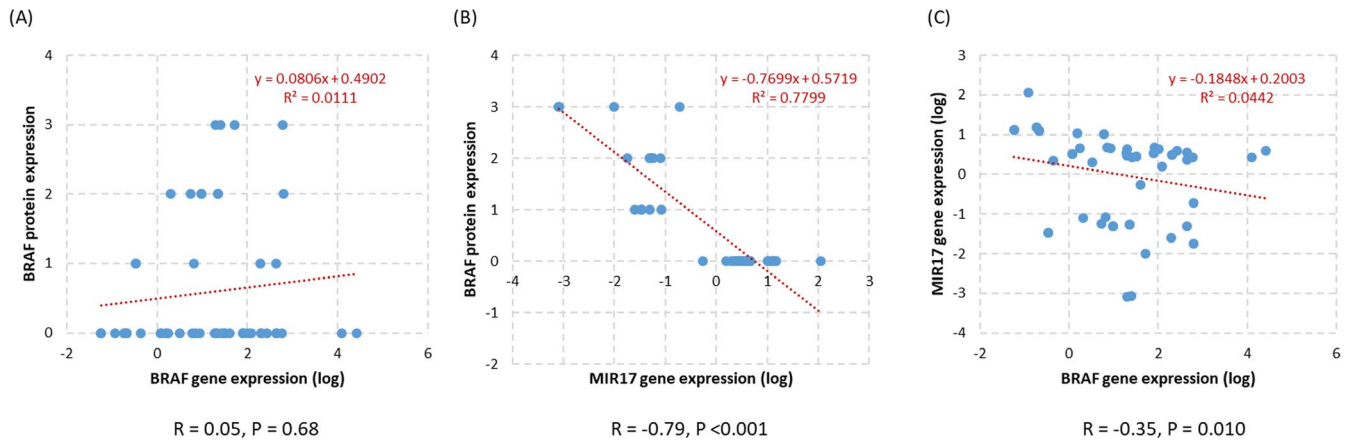 (A)
BRAF protein expression
4
3
2
1
0
-2
0
2
4
6
y = 0.0806x + 0.4902
R² = 0.0111
BRAF gene expression (log)
R = 0.05, P = 0.68
(B)
BRAF protein expression
4
3
2
1
0
-1
-2
-4
-3
-2
-1
0
1
2
3
y = -0.7699x + 0.5719
R² = 0.7799
MIR17 gene expression (log)
R = -0.79, P <0.001
(C)
MIR17 gene expression (log)
3
2
1
0
-1
-2
-3
-4
-2
0
2
4
6
y = -0.1848x + 0.2003
R² = 0.0442
BRAF gene expression (log)
R = -0.35, P = 0.010